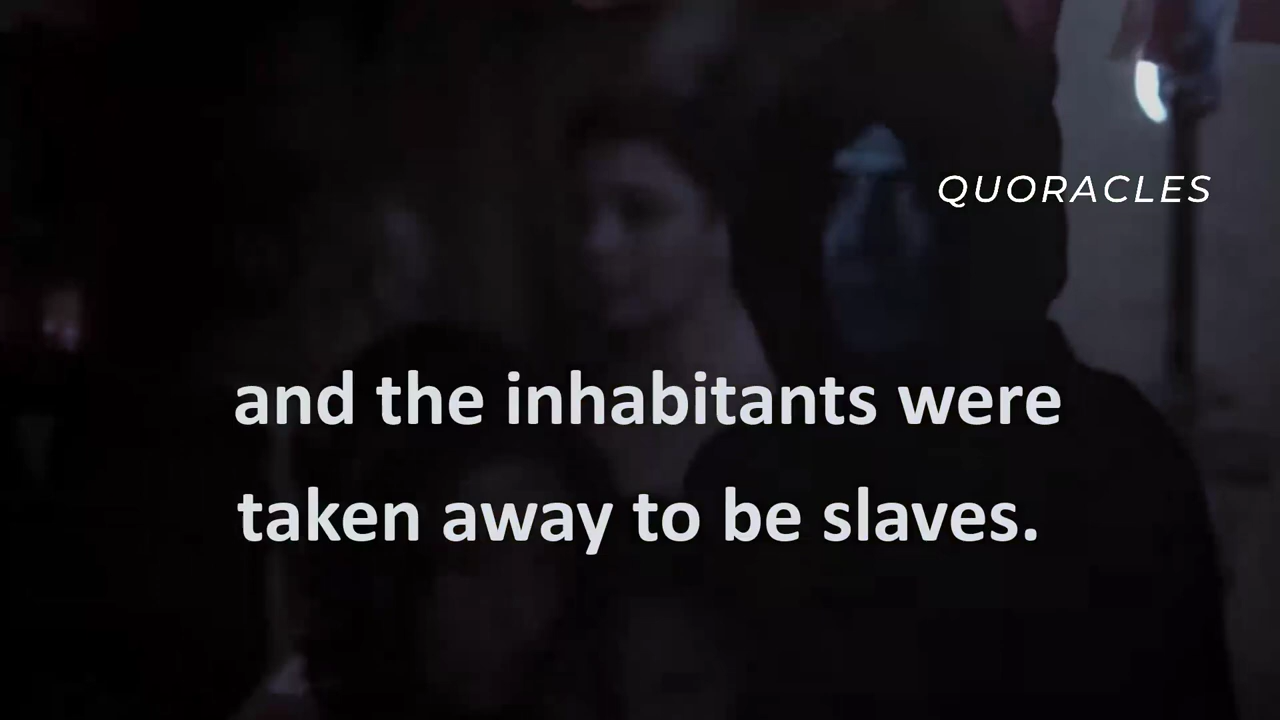 QUORACLES
and the inhabitants were
taken away to be slaves.